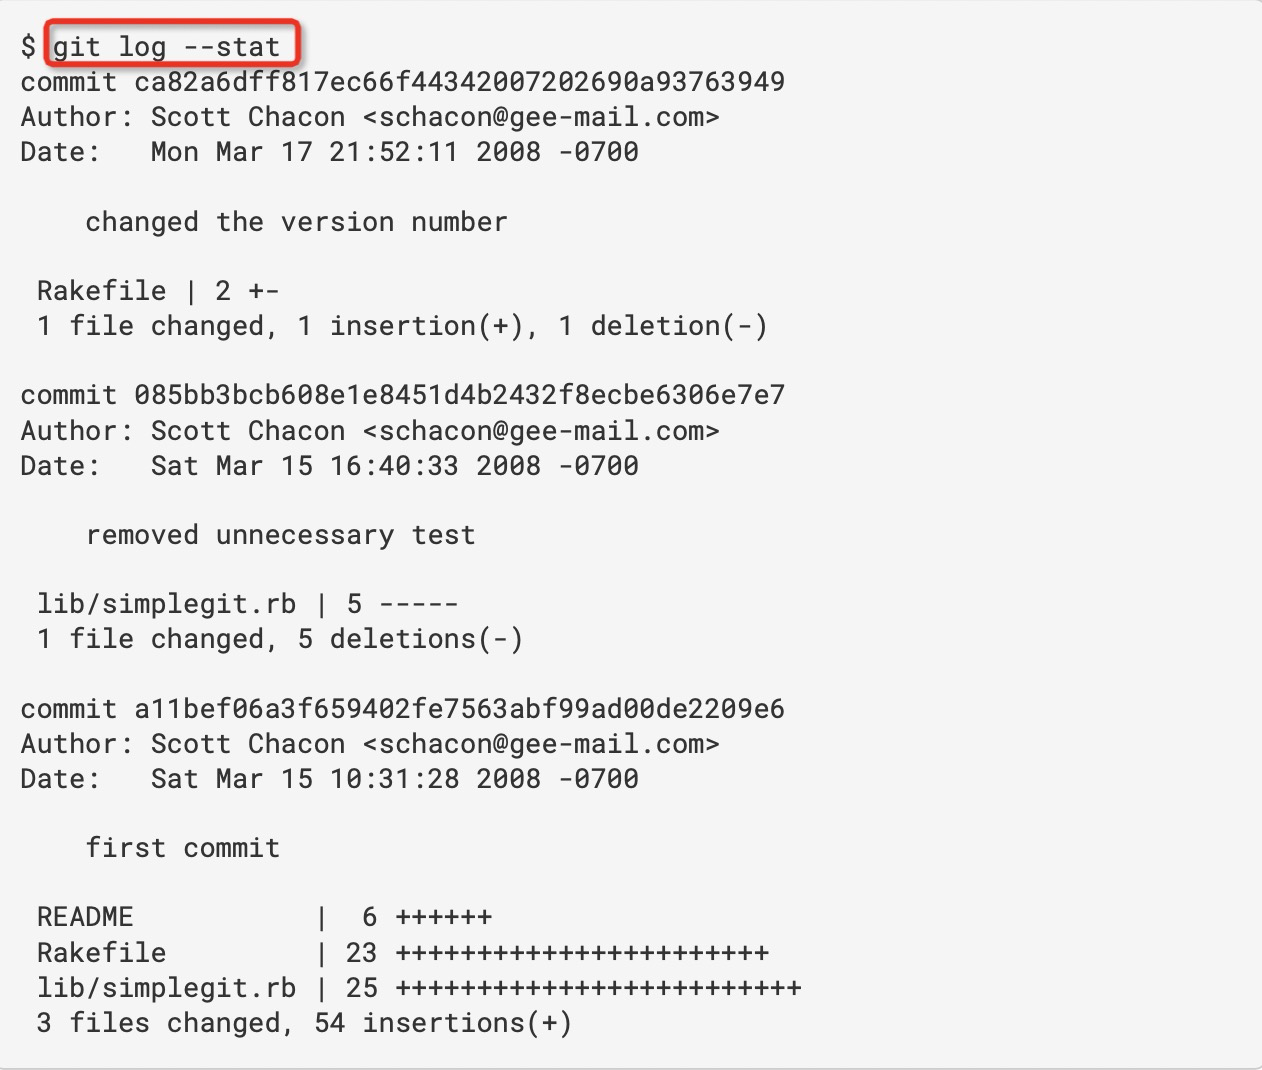 $ git log --stat
commit ca82a6dff817ec66f44342007202690a93763949
Author: Scott Chacon <schacon@gee-mail.com>
Date:   Mon Mar 17 21:52:11 2008 -0700
    changed the version number
 Rakefile | 2 +-
 1 file changed, 1 insertion(+), 1 deletion(-)
commit 085bb3bcb608e1e8451d4b2432f8ecbe6306e7e7
Author: Scott Chacon <schacon@gee-mail.com>
Date:   Sat Mar 15 16:40:33 2008 -0700
    removed unnecessary test
 lib/simplegit.rb | 5 -----
 1 file changed, 5 deletions(-)
commit a11bef06a3f659402fe7563abf99ad00de2209e6
Author: Scott Chacon <schacon@gee-mail.com>
Date:   Sat Mar 15 10:31:28 2008 -0700
    first commit
 README           |  6 ++++++
 Rakefile         | 23 +++++++++++++++++++++++
 lib/simplegit.rb | 25 +++++++++++++++++++++++++
 3 files changed, 54 insertions(+)